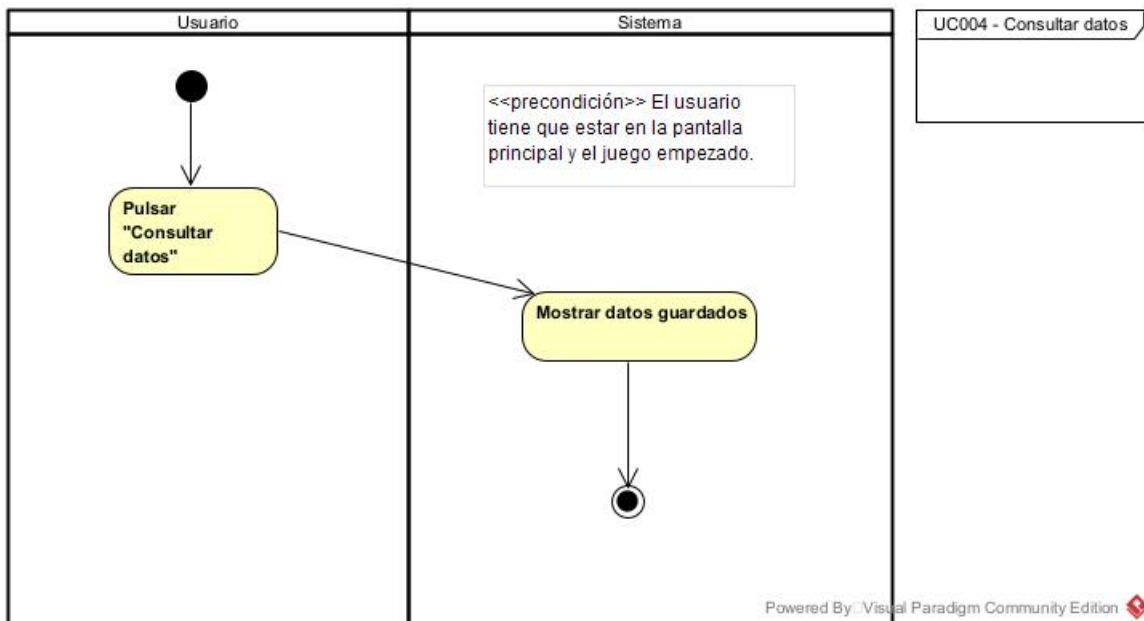 Usuario
Sistema
UC004 - Consultar datos
<<precondición>> El usuario
tiene que estar en la pantalla
principal y el juego empezado.
Pulsar
"Consultar
datos"
Mostrar datos guardados
Powered By Visual Paradigm Community Edition